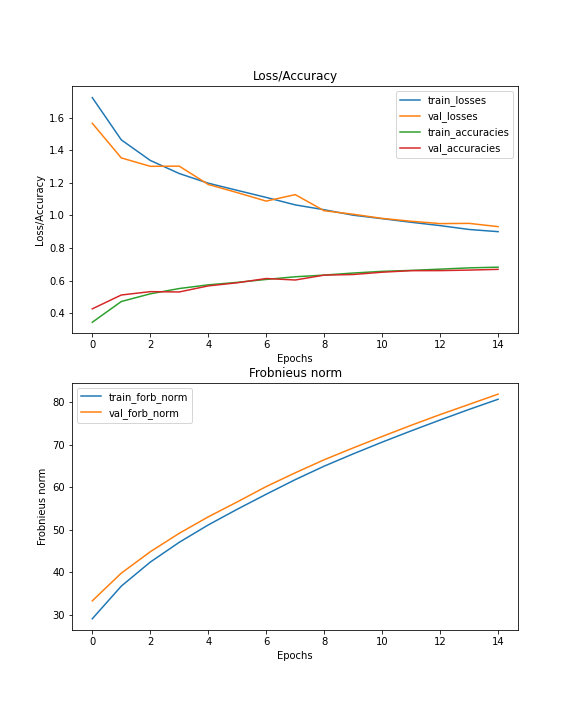 Loss/Accuracy
Loss/Accuracy
1.6
1.4
1.2
1.0
0.8
0.6
0.4
train_losses
val_losses
train_accuracies
val_accuracies
0 2 4 6 8 10 12 14
Epochs
Frobnieus norm
Frobnieus norm
80
70
60
50
40
30
train_forb_norm
val_forb_norm
0 2 4 6 8 10 12 14
Epochs